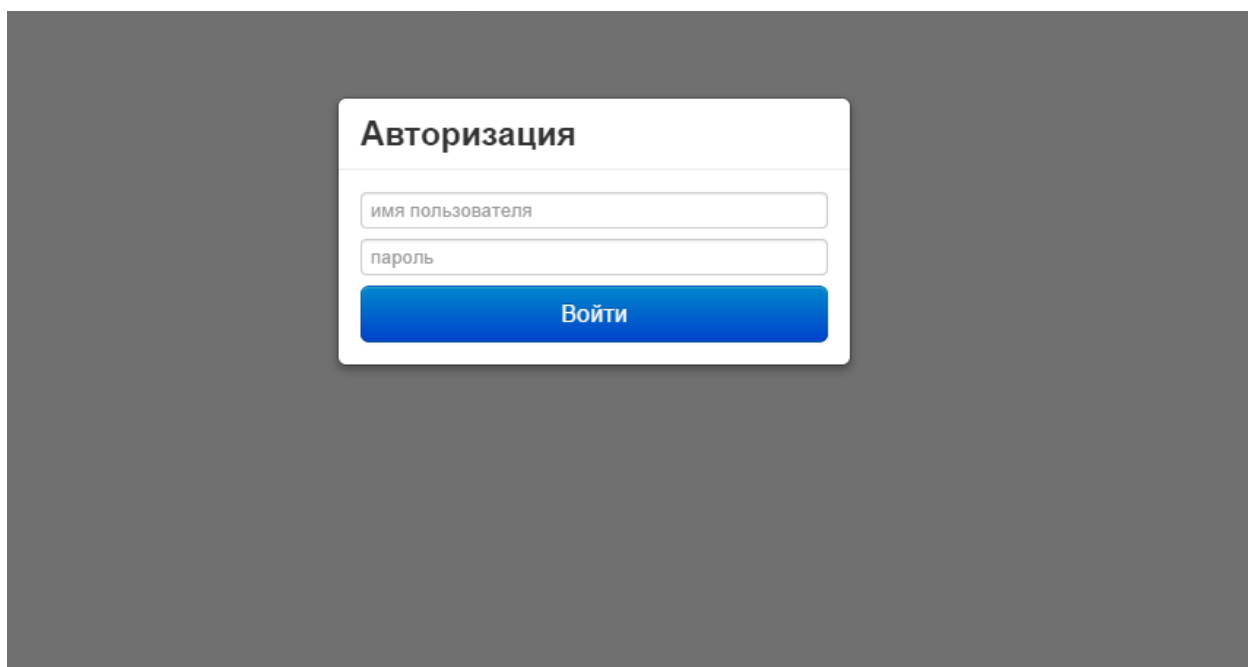 Авторизация
имя пользователя
пароль
Войти